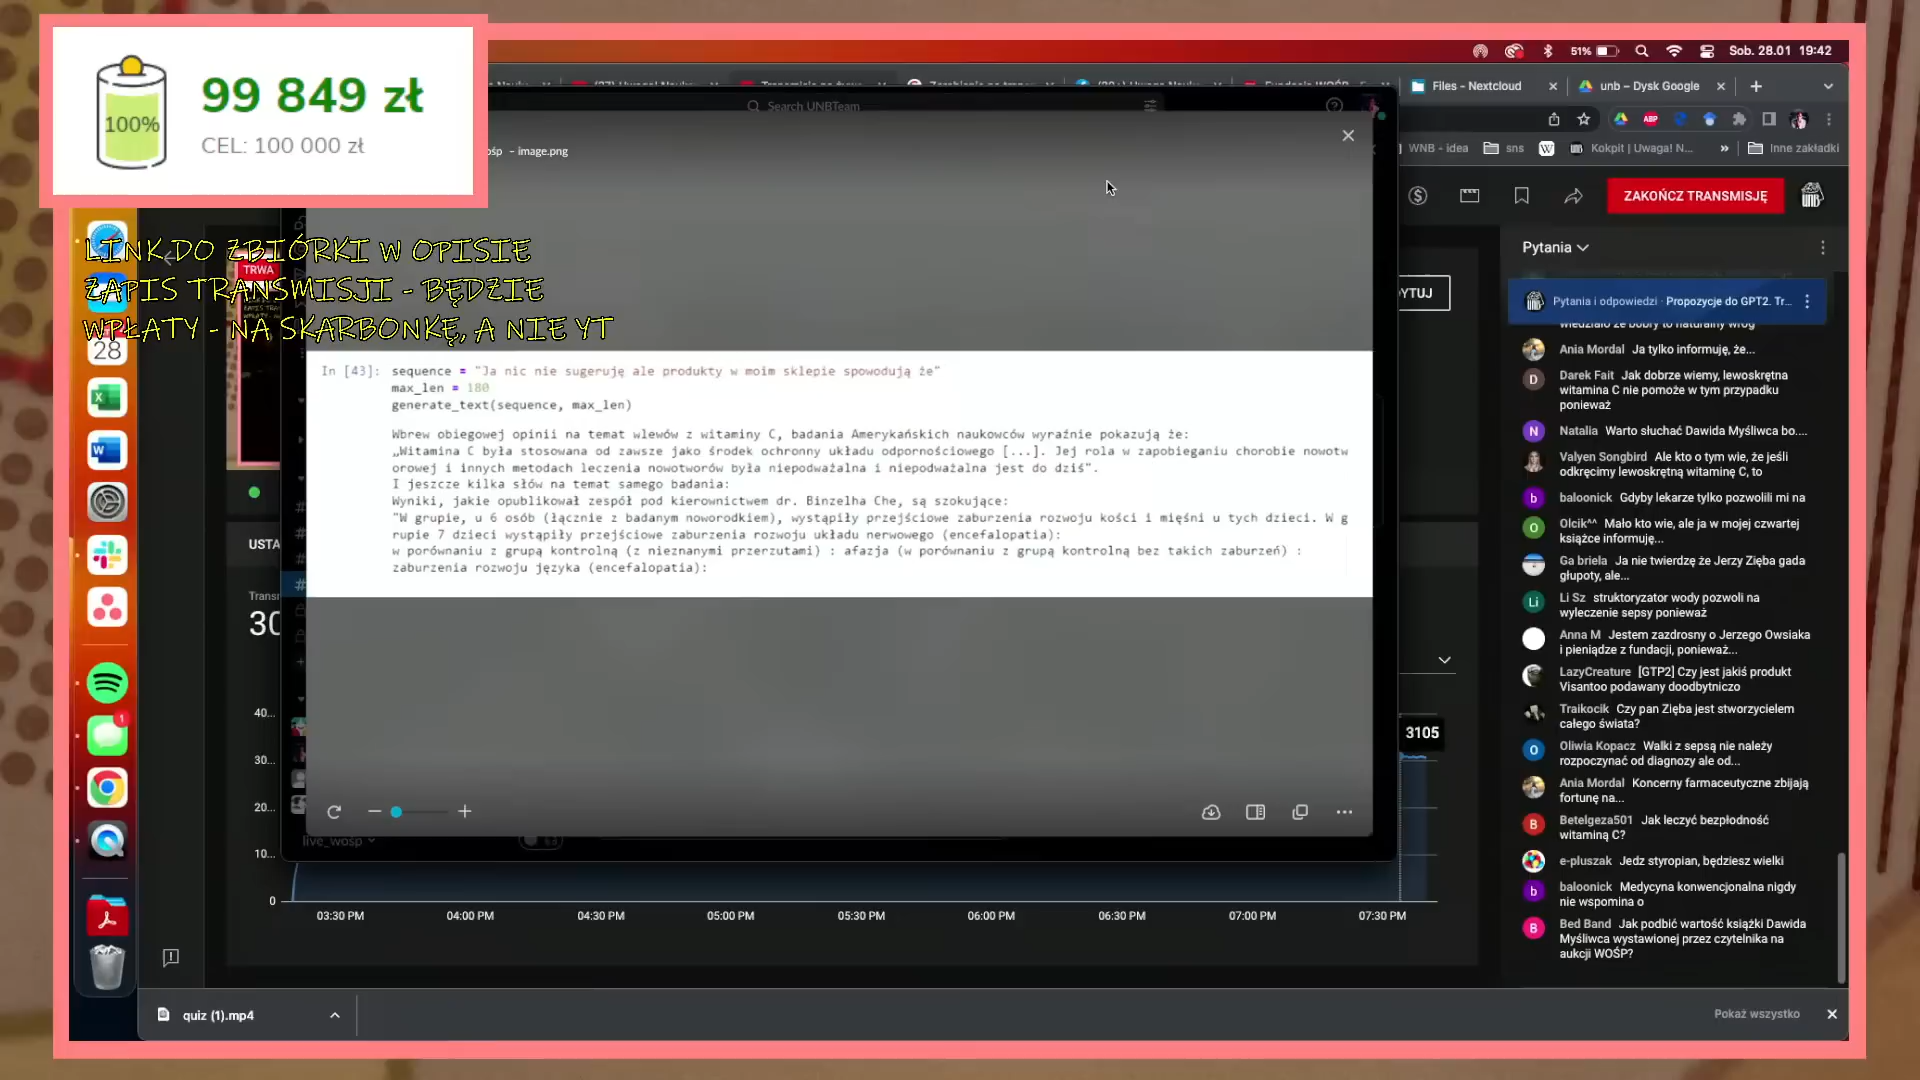 99 849 zł
100%
CEL: 100 000 zł
51%
Sob. 28.01 19:42
Files - Nextcloud
unb – Dysk Google
Search UNBTeam
WNB - idea
sns
Kokpit | Uwaga! N...
Inne zakładki
- image.png
LINK DO ZBIÓRKI W OPISIE
ZAPIS TRANSMISJI - BĘDZIE
WPŁATY - NA SKARBONKĘ, A NIE YT
TRWA
28
ZAKOŃCZ TRANSMISJĘ
Pytania
Pytania i odpowiedzi · Propozycje do GPT2. Tr...
In [43]: sequence = "Ja nic nie sugeruję ale produkty w moim sklepie spowodują że"
max_len = 180
generate_text(sequence, max_len)
Wbrew obiegowej opinii na temat wlewów z witaminy C, badania Amerykańskich naukowców wyraźnie pokazują że:
„Witamina C była stosowana od zawsze jako środek ochronny układu odpornościowego [...]. Jej rola w zapobieganiu chorobie nowotw
orowej i innych metodach leczenia nowotworów była niepodważalna i niepodważalna jest do dziś”.
I jeszcze kilka słów na temat samego badania:
Wyniki, jakie opublikował zespół pod kierownictwem dr. Binzelha Che, są szokujące:
"W grupie, u 6 osób (łącznie z badanym noworodkiem), wystąpiły przejściowe zaburzenia rozwoju kości i mięśni u tych dzieci. W g
rupie 7 dzieci wystąpiły przejściowe zaburzenia rozwoju układu nerwowego (encefalopatia):
w porównaniu z grupą kontrolną (z nieznanymi przerzutami) : afazja (w porównaniu z grupą kontrolną bez takich zaburzeń) :
zaburzenia rozwoju języka (encefalopatia):
Ania Mordal Ja tylko informuję, że...
Darek Fait Jak dobrze wiemy, lewoskrętna
witamina C nie pomoże w tym przypadku
ponieważ
Natalia Warto słuchać Dawida Myśliwca bo....
Valyen Songbird Ale kto o tym wie, że jeśli
odkręcimy lewoskrętną witaminę C, to
baloonick Gdyby lekarze tylko pozwolili mi na
Olcik^^ Mało kto wie, ale ja w mojej czwartej
książce informuję...
Ga briela Ja nie twierdzę że Jerzy Zięba gada
głupoty, ale...
Li Sz struktoryzator wody pozwoli na
wyleczenie sepsy ponieważ
Anna M Jestem zazdrosny o Jerzego Owsiaka
i pieniądze z fundacji, ponieważ...
LazyCreature [GTP2] Czy jest jakiś produkt
Visantoo podawany doodbytniczo
Traikocik Czy pan Zięba jest stworzycielem
całego świata?
Oliwia Kopacz Walki z sepsą nie należy
rozpoczynać od diagnozy ale od...
Ania Mordal Koncerny farmaceutyczne zbijają
fortunę na...
Betelgeza501 Jak leczyć bezpłodność
witaminą C?
e-pluszak Jedz styropian, będziesz wielki
baloonick Medycyna konwencjonalna nigdy
nie wspomina o
Bed Band Jak podbić wartość książki Dawida
Myśliwca wystawionej przez czytelnika na
aukcji WOŚP?
3105
40...
30...
20...
10...
0
live_wośp
03:30 PM 04:00 PM 04:30 PM 05:00 PM 05:30 PM 06:00 PM 06:30 PM 07:00 PM 07:30 PM
quiz (1).mp4
Pokaż wszystko